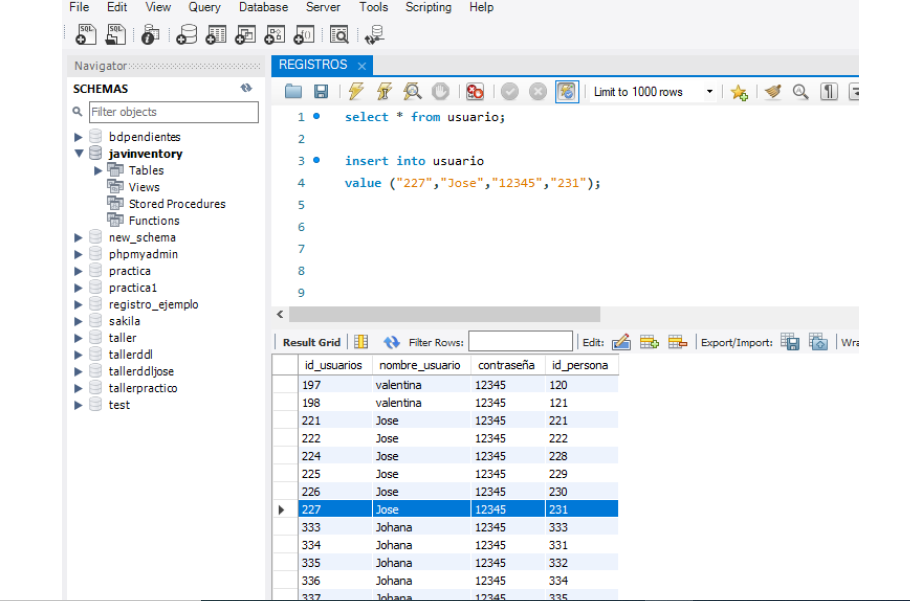 File Edit View Query Database Server Tools Scripting Help
Navigator
SCHEMAS
Filter objects
bdpendientes
javinventory
Tables
Views
Stored Procedures
Functions
new_schema
phpmyadmin
practica
practica1
registro_ejemplo
sakila
taller
tallerddl
tallerddljose
tallerpractico
test
REGISTROS
Limit to 1000 rows
1 select * from usuario;
2
3 insert into usuario
4 value ("227","Jose","12345","231");
5
6
7
8
9
Result Grid Filter Rows: Edit: Export/Import:
id_usuarios nombre_usuario contraseña id_persona
197 valentina 12345 120
198 valentina 12345 121
221 Jose 12345 221
222 Jose 12345 222
224 Jose 12345 228
225 Jose 12345 229
226 Jose 12345 230
227 Jose 12345 231
333 Johana 12345 333
334 Johana 12345 331
335 Johana 12345 332
336 Johana 12345 334
337 Johana 12345 335